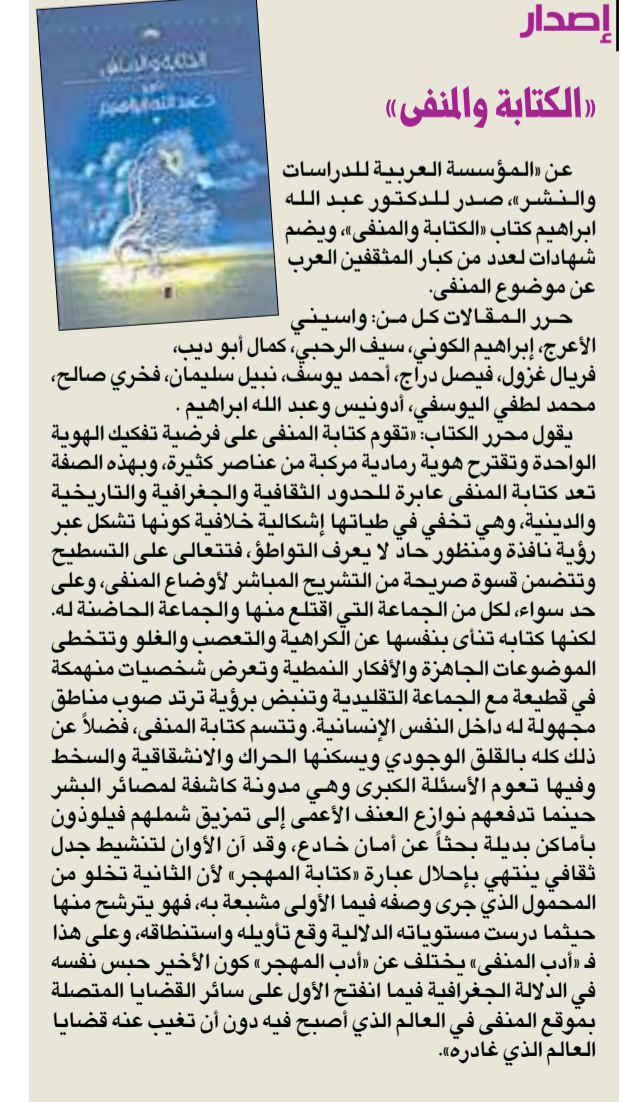 إصدار
«الكتابة والمنفى»
الكتابة والمنفى
د. عبدالله إبراهيم
عن «المؤسسة العربية للدراسات
والنشر»، صدر للدكتور عبد الله
ابراهيم كتاب «الكتابة والمنفى»، ويضم
شهادات لعدد من كبار المثقفين العرب
عن موضوع المنفى.
حرر المقالات كل من: واسيني
الأعرج، إبراهيم الكوني، سيف الرحبي، كمال أبو ديب،
فريال غزول، فيصل دراج، أحمد يوسف، نبيل سليمان، فخري صالح،
محمد لطفي اليوسفي، أدونيس وعبد الله ابراهيم .
يقول محرر الكتاب: «تقوم كتابة المنفى على فرضية تفكيك الهوية
الواحدة وتقترح هوية رمادية مركبة من عناصر كثيرة، وبهذه الصفة
تعد كتابة المنفى عابرة للحدود الثقافية والجغرافية والتاريخية
والدينية، وهي تخفي في طياتها إشكالية خلافية كونها تشكل عبر
رؤية نافذة ومنظور حاد لا يعرف التواطؤ، فتتعالى على التسطيح
وتتضمن قسوة صريحة من التشريح المباشر لأوضاع المنفى، وعلى
حد سواء، لكل من الجماعة التي اقتلع منها والجماعة الحاضنة له.
لكنها كتابه تنأى بنفسها عن الكراهية والتعصب والغلو وتتخطى
الموضوعات الجاهزة والأفكار النمطية وتعرض شخصيات منهمكة
في قطيعة مع الجماعة التقليدية وتنبض برؤية ترتد صوب مناطق
مجهولة له داخل النفس الإنسانية. وتتسم كتابة المنفى، فضلاً عن
ذلك كله بالقلق الوجودي ويسكنها الحراك والانشقاقية والسخط
وفيها تعوم الأسئلة الكبرى وهي مدونة كاشفة لمصائر البشر
حينما تدفعهم نوازع العنف الأعمى إلى تمزيق شملهم فيلوذون
بأماكن بديلة بحثاً عن أمان خادع، وقد آن الأوان لتنشيط جدل
ثقافي ينتهي بإحلال عبارة «كتابة المهجر» لأن الثانية تخلو من
المحمول الذي جرى وصفه فيما الأولى مشبعة به، فهو يترشح منها
حيثما درست مستوياته الدلالية وقع تأويله واستنطاقه، وعلى هذا
فـ «أدب المنفى» يختلف عن «أدب المهجر» كون الأخير حبس نفسه
في الدلالة الجغرافية فيما انفتح الأول على سائر القضايا المتصلة
بموقع المنفى في العالم الذي أصبح فيه دون أن تغيب عنه قضايا
العالم الذي غادره».